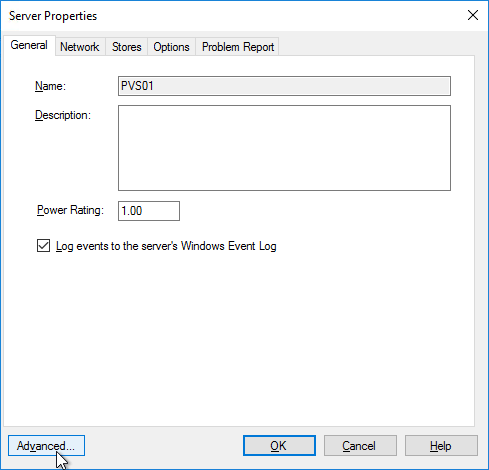 Server Properties
General Network Stores Options Problem Report
Name: PVS01
Description:
Power Rating: 1.00
Log events to the server's Windows Event Log
Advanced... OK Cancel Help